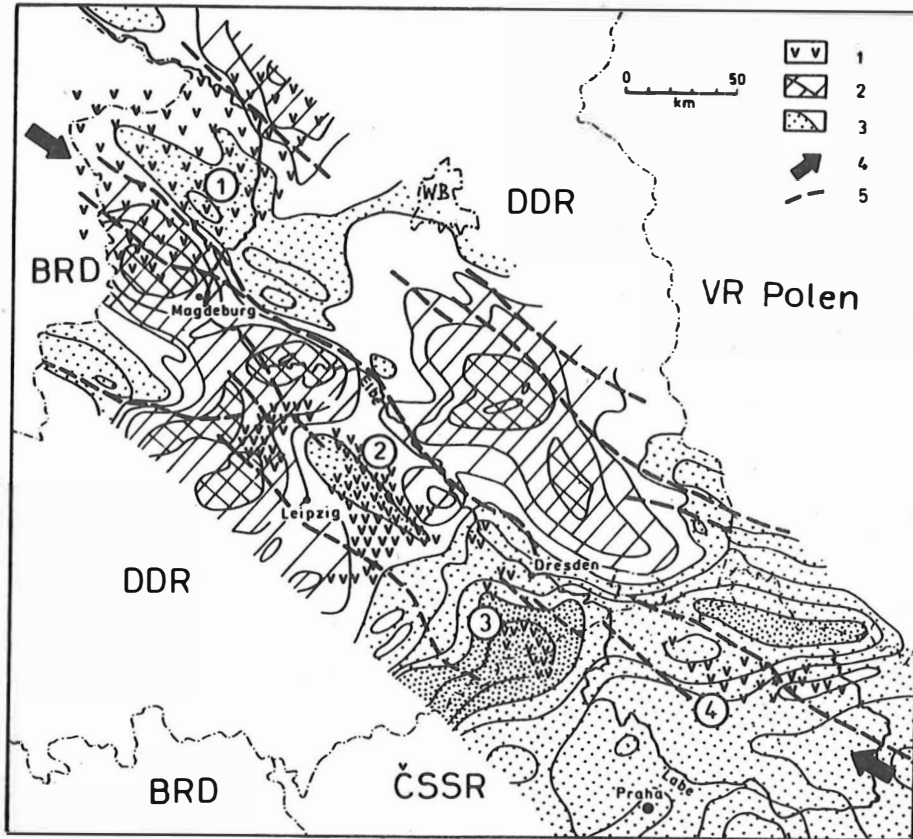 1
0 50
km
2
3
4
5
WB
DDR
1
BRD
VR Polen
Magdeburg
Elbe
2
Leipzig
DDR
Dresden
3
4
ČSSR
BRD
Labe
Praha